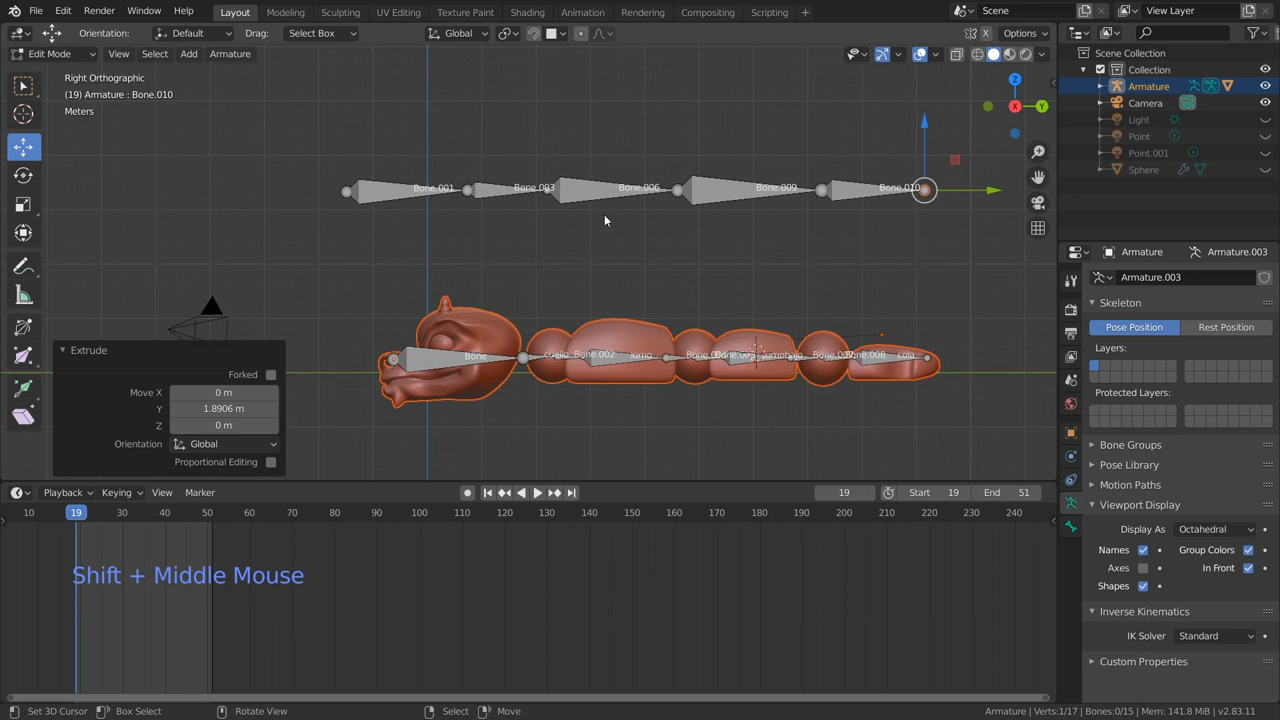 File Edit Render Window Help Layout Modeling Sculpting UV Editing Texture Paint Shading Animation Rendering Compositing Scripting + Scene View Layer
Orientation: Default Drag: Select Box Global X Options
Edit Mode View Select Add Armature
Right Orthographic
(19) Armature : Bone.010
Meters
Z
X
Y
Bone.001 Bone.003 Bone.006 Bone.009 Bone.010
Bone cuello Bone.002 lomo lomobajo Bone.008 cola
Extrude
Forked
Move X 0 m
Y 1.8906 m
Z 0 m
Orientation Global
Proportional Editing
Scene Collection
Collection
Armature
Camera
Light
Point
Point.001
Sphere
Armature Armature.003
Armature.003
Skeleton
Pose Position Rest Position
Layers:
Protected Layers:
Bone Groups
Pose Library
Motion Paths
Viewport Display
Display As Octahedral
Names Group Colors
Axes In Front
Shapes
Inverse Kinematics
IK Solver Standard
Custom Properties
Playback Keying View Marker 19 Start 19 End 51
10 19 30 40 50 60 70 80 90 100 110 120 130 140 150 160 170 180 190 200 210 220 230 240
Shift + Middle Mouse
Set 3D Cursor Box Select Rotate View Select Move Armature | Verts:1/17 | Bones:0/15 | Mem: 141.8 MiB | v2.83.11